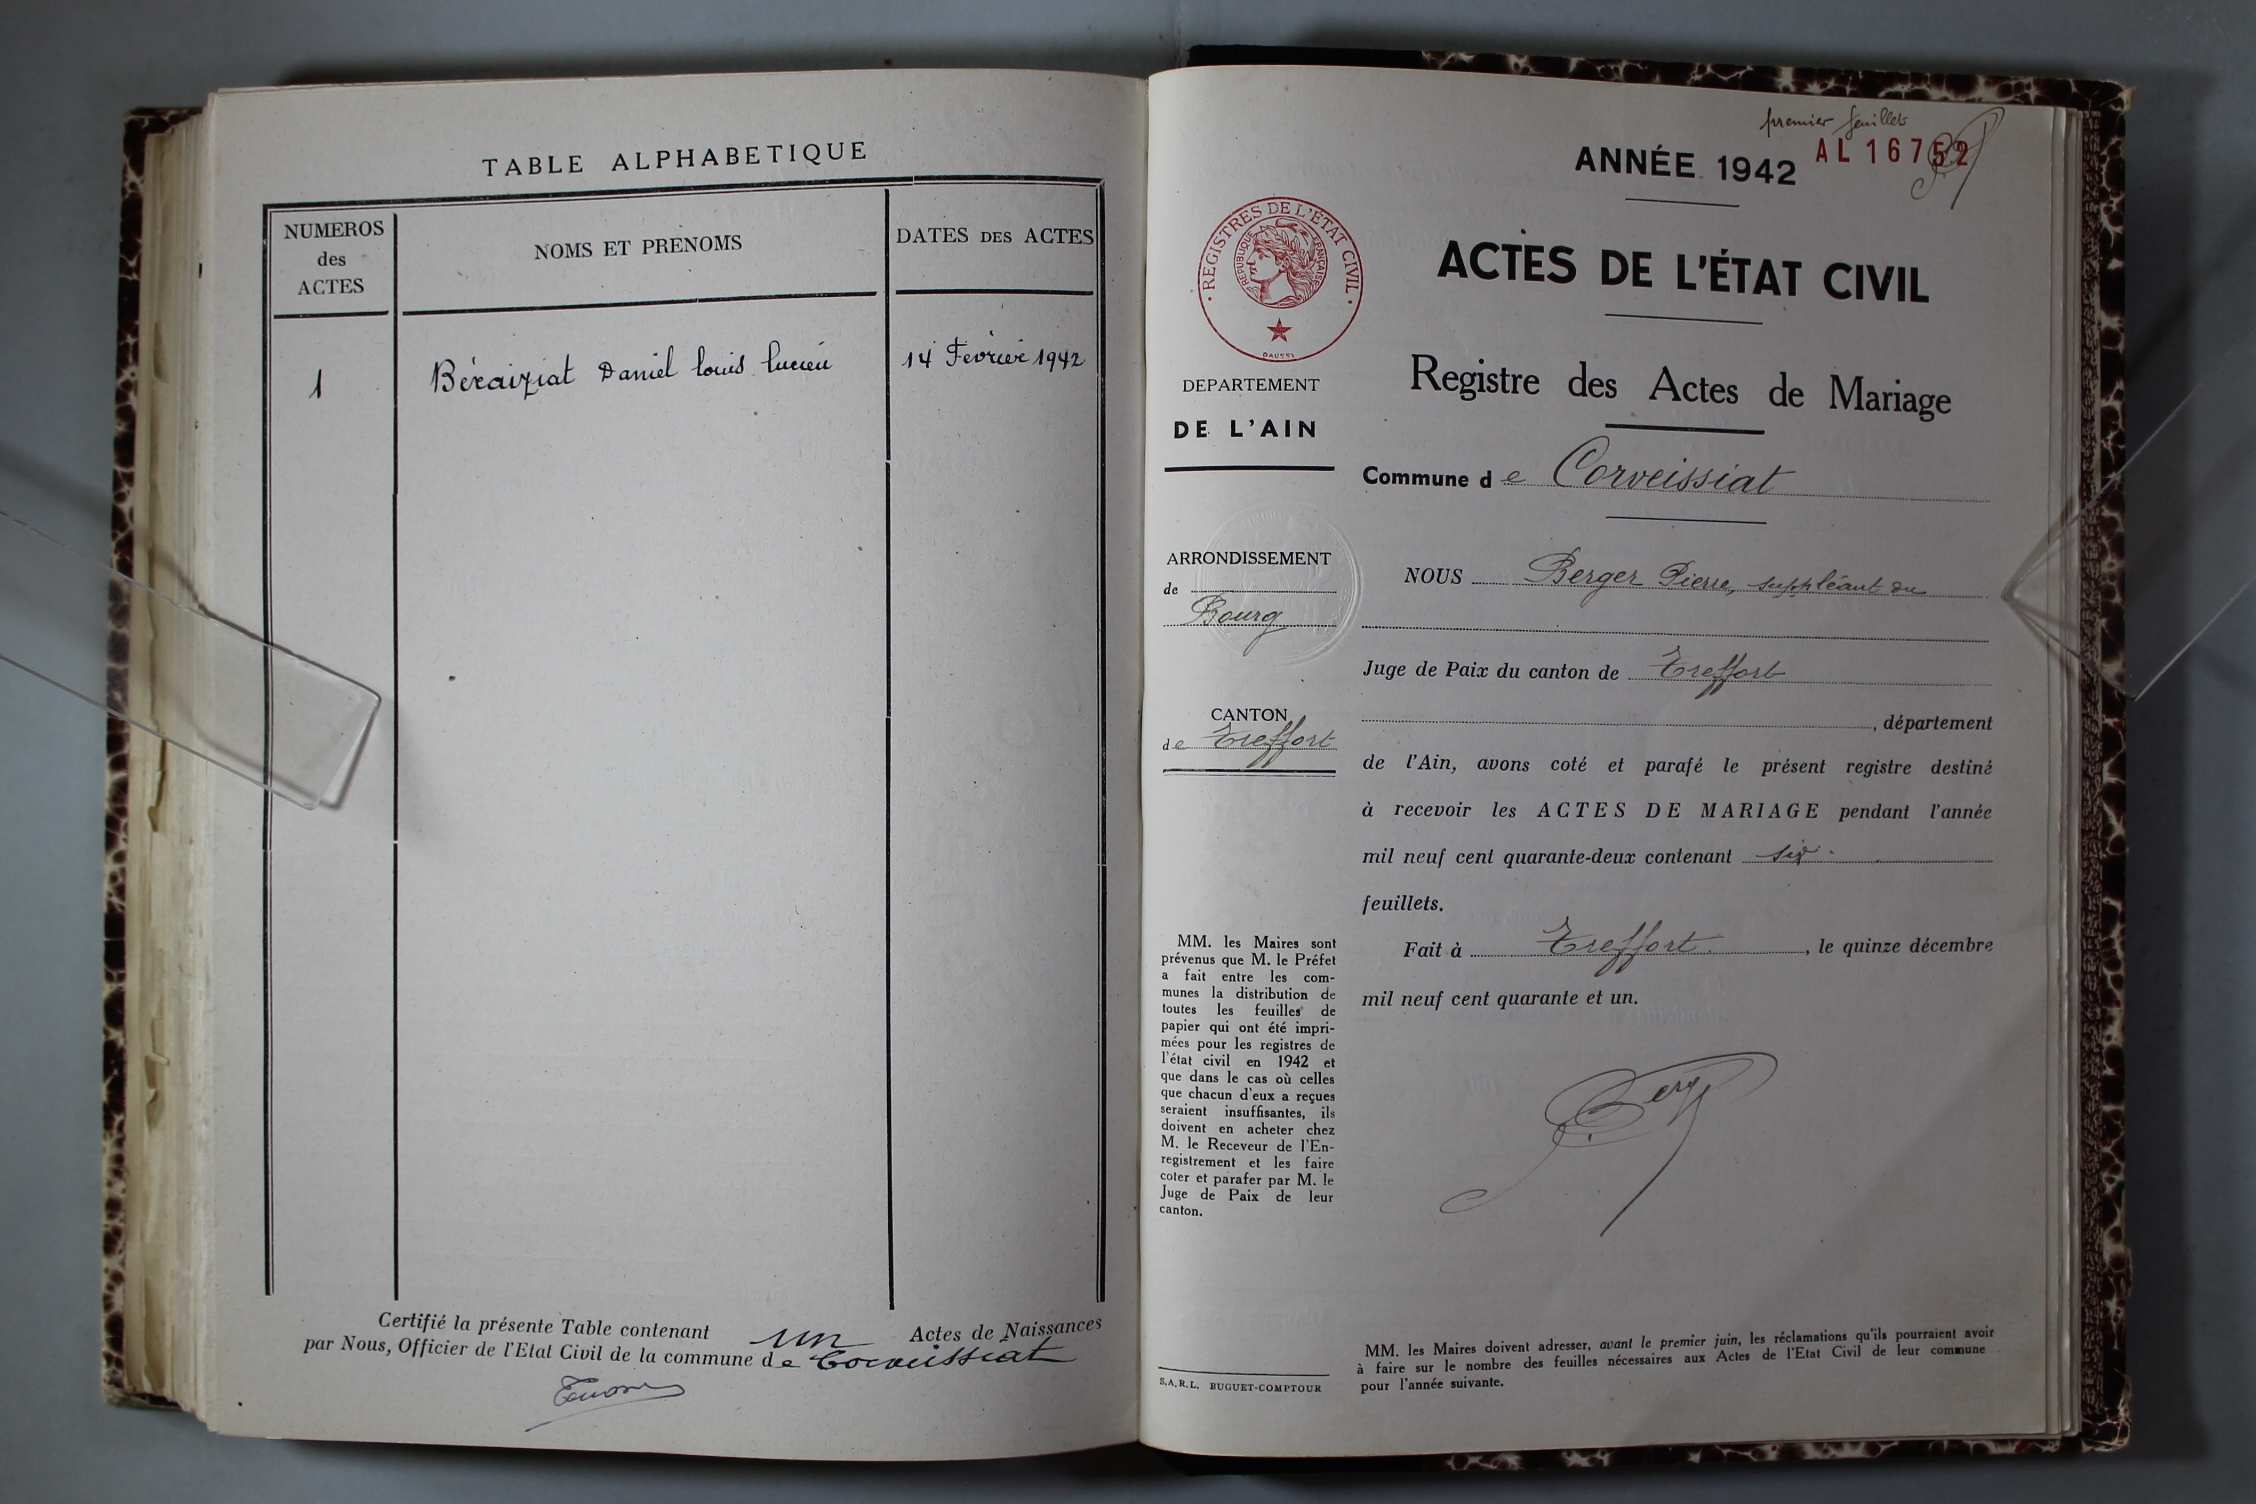 TABLE ALPHABETIQUE
NUMEROS
des
ACTES
NOMS ET PRENOMS
DATES DES ACTES
1
Béraiziat Daniel Louis Lucien
14 Février 1942
Certifié la présente Table contenant un Actes de Naissances
par Nous, Officier de l'Etat Civil de la commune de Corveissiat
premier feuillet
AL 16752
ANNÉE 1942
REGISTRES DE L'ÉTAT CIVIL
RÉPUBLIQUE FRANÇAISE
DAUSSY
ACTES DE L'ÉTAT CIVIL
DEPARTEMENT
DE L'AIN
Registre des Actes de Mariage
Commune de Corveissiat
ARRONDISSEMENT
de
Bourg
CANTON
de Treffort
NOUS Berger Pierre, suppléant du
Juge de Paix du canton de Treffort
, département
de l'Ain, avons coté et parafé le présent registre destiné
à recevoir les ACTES DE MARIAGE pendant l'année
mil neuf cent quarante-deux contenant six.
feuillets.
Fait à Treffort, le quinze décembre
mil neuf cent quarante et un.
P. Berger
MM. les Maires sont
prévenus que M. le Préfet
a fait entre les com-
munes la distribution de
toutes les feuilles de
papier qui ont été impri-
mées pour les registres de
l'état civil en 1942 et
que dans le cas où celles
que chacun d'eux a reçues
seraient insuffisantes, ils
doivent en acheter chez
M. le Receveur de l'En-
registrement et les faire
coter et parafer par M. le
Juge de Paix de leur
canton.
S.A.R.L. BUGUET-COMPTOUR
MM. les Maires doivent adresser, avant le premier juin, les réclamations qu'ils pourraient avoir
à faire sur le nombre des feuilles nécessaires aux Actes de l'Etat Civil de leur commune
pour l'année suivante.